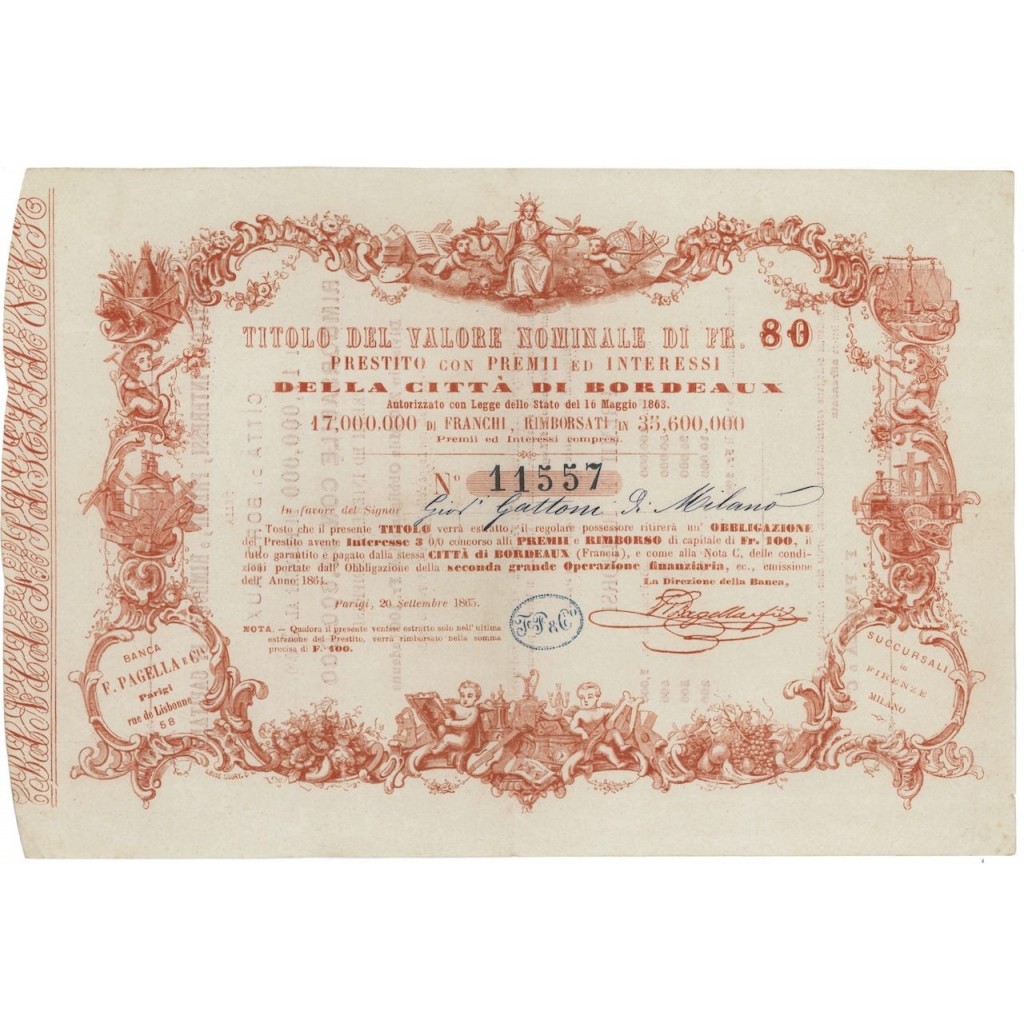 TITOLO DEL VALORE NOMINALE DI FR. 80
PRESTITO CON PREMII ED INTERESSI
DELLA CITTÀ DI BORDEAUX
Autorizzato con Legge dello Stato del 16 Maggio 1863.
17,000,000 DI FRANCHI, RIMBORSATI IN 35,600,000
Premii ed Interessi compresi.
No 11557
In favore del Signor Gattoni Di Milano
Tosto che il presente TITOLO verrà estratto, il regolare possessore ritirerà un' OBBLIGAZIONE
del Prestito avente Interesse 3 0/0 concorso alli PREMII e RIMBORSO di capitale di Fr. 100, il
tutto garantito e pagato dalla stessa CITTÀ di BORDEAUX (Francia), e come alla Nota C, delle condi-
zioni portate dall' Obbligazione della seconda grande Operazione finanziaria, ec., emissione
dell' Anno 1864.
La Direzione della Banca,
Parigi, 20 Settembre 1865.
F. P. & Co
NOTA. — Qualora il presente venisse estratto solo nell' ultima
estrazione del Prestito, verrà rimborsato nella somma
precisa di F. 100.
BANCA
F. PAGELLA E Cia
Parigi
rue de Lisbonne
58
SUCCURSALI
in
FIRENZE
MILANO